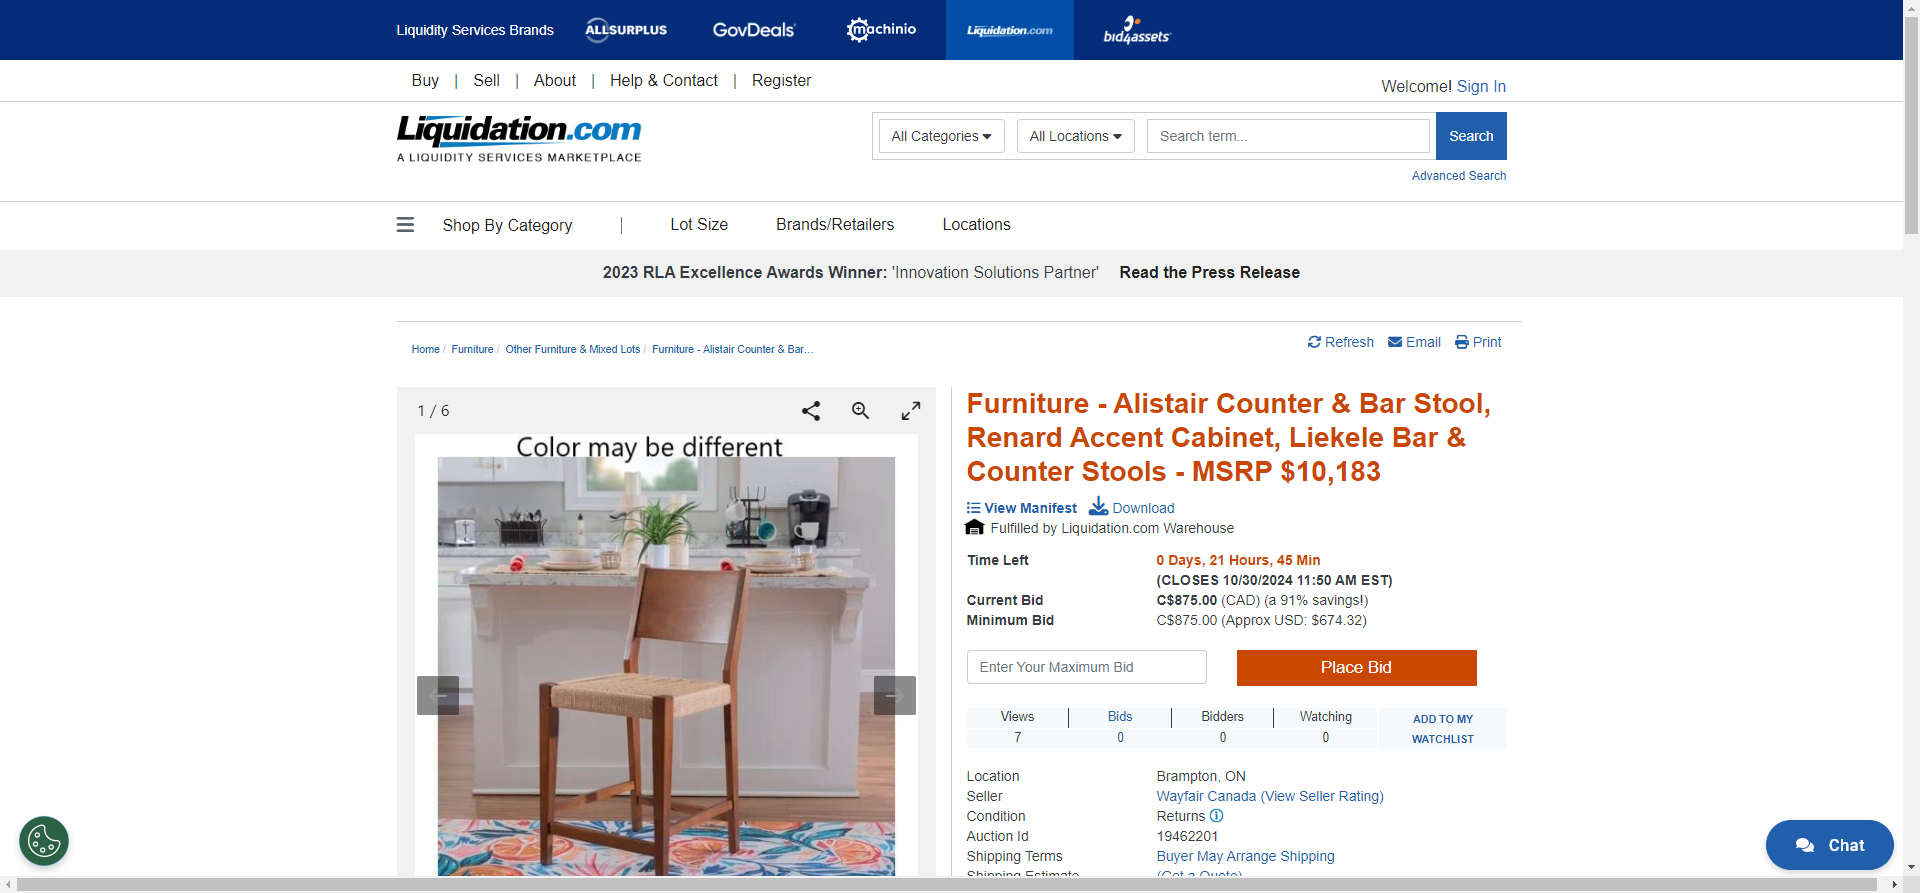 Liquidity Services Brands
ALLSURPLUS
GovDeals
machinio
Liquidation.com
bid4assets
Buy | Sell | About | Help & Contact | Register
Welcome! Sign In
Liquidation.com
A LIQUIDITY SERVICES MARKETPLACE
All Categories
All Locations
Search term...
Search
Advanced Search
Shop By Category | Lot Size Brands/Retailers Locations
2023 RLA Excellence Awards Winner: 'Innovation Solutions Partner' Read the Press Release
Home / Furniture / Other Furniture & Mixed Lots / Furniture - Alistair Counter & Bar...
Refresh Email Print
1 / 6
Color may be different
Furniture - Alistair Counter & Bar Stool,
Renard Accent Cabinet, Liekele Bar &
Counter Stools - MSRP $10,183
View Manifest Download
Fulfilled by Liquidation.com Warehouse
Time Left 0 Days, 21 Hours, 45 Min
(CLOSES 10/30/2024 11:50 AM EST)
Current Bid C$875.00 (CAD) (a 91% savings!)
Minimum Bid C$875.00 (Approx USD: $674.32)
Enter Your Maximum Bid
Place Bid
Views Bids Bidders Watching
7 0 0 0
ADD TO MY
WATCHLIST
Location Brampton, ON
Seller Wayfair Canada (View Seller Rating)
Condition Returns
Auction Id 19462201
Shipping Terms Buyer May Arrange Shipping
Shipping Estimate (Get a Quote)
Chat